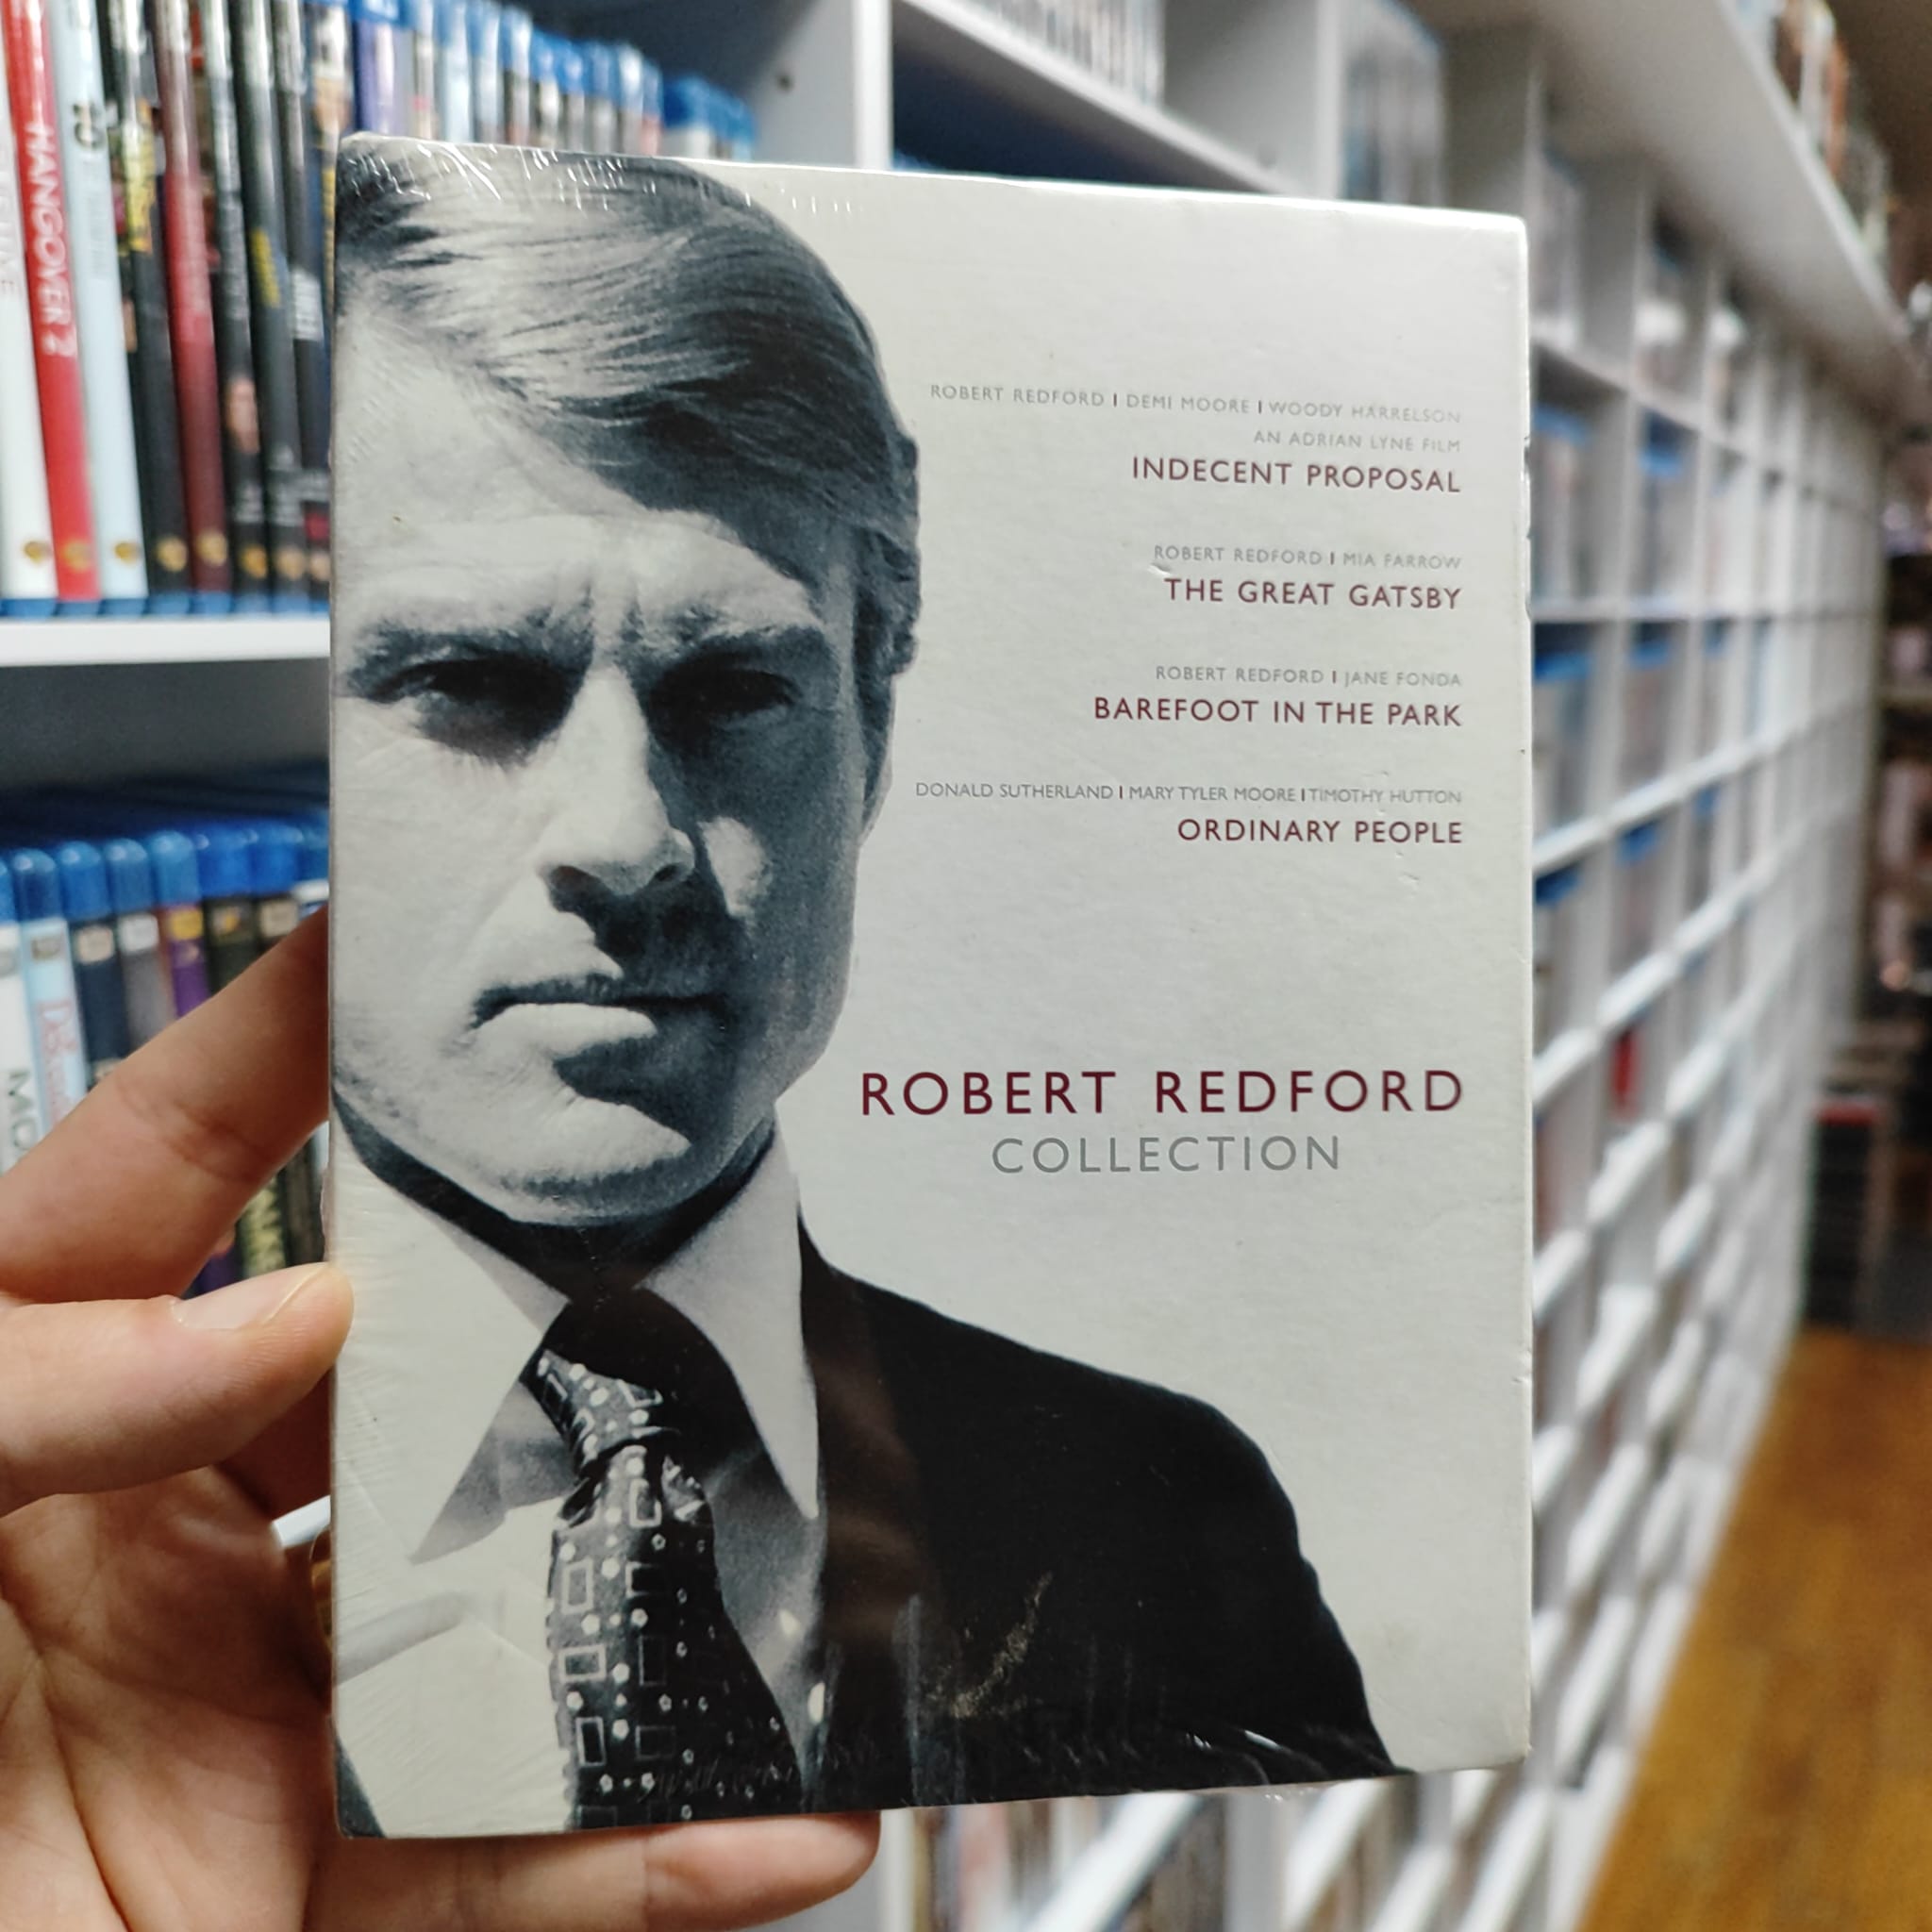 HANGOVER 2
ROBERT REDFORD I DEMI MOORE I WOODY HARRELSON
AN ADRIAN LYNE FILM
INDECENT PROPOSAL
ROBERT REDFORD I MIA FARROW
THE GREAT GATSBY
ROBERT REDFORD I JANE FONDA
BAREFOOT IN THE PARK
DONALD SUTHERLAND I MARY TYLER MOORE I TIMOTHY HUTTON
ORDINARY PEOPLE
ROBERT REDFORD
COLLECTION